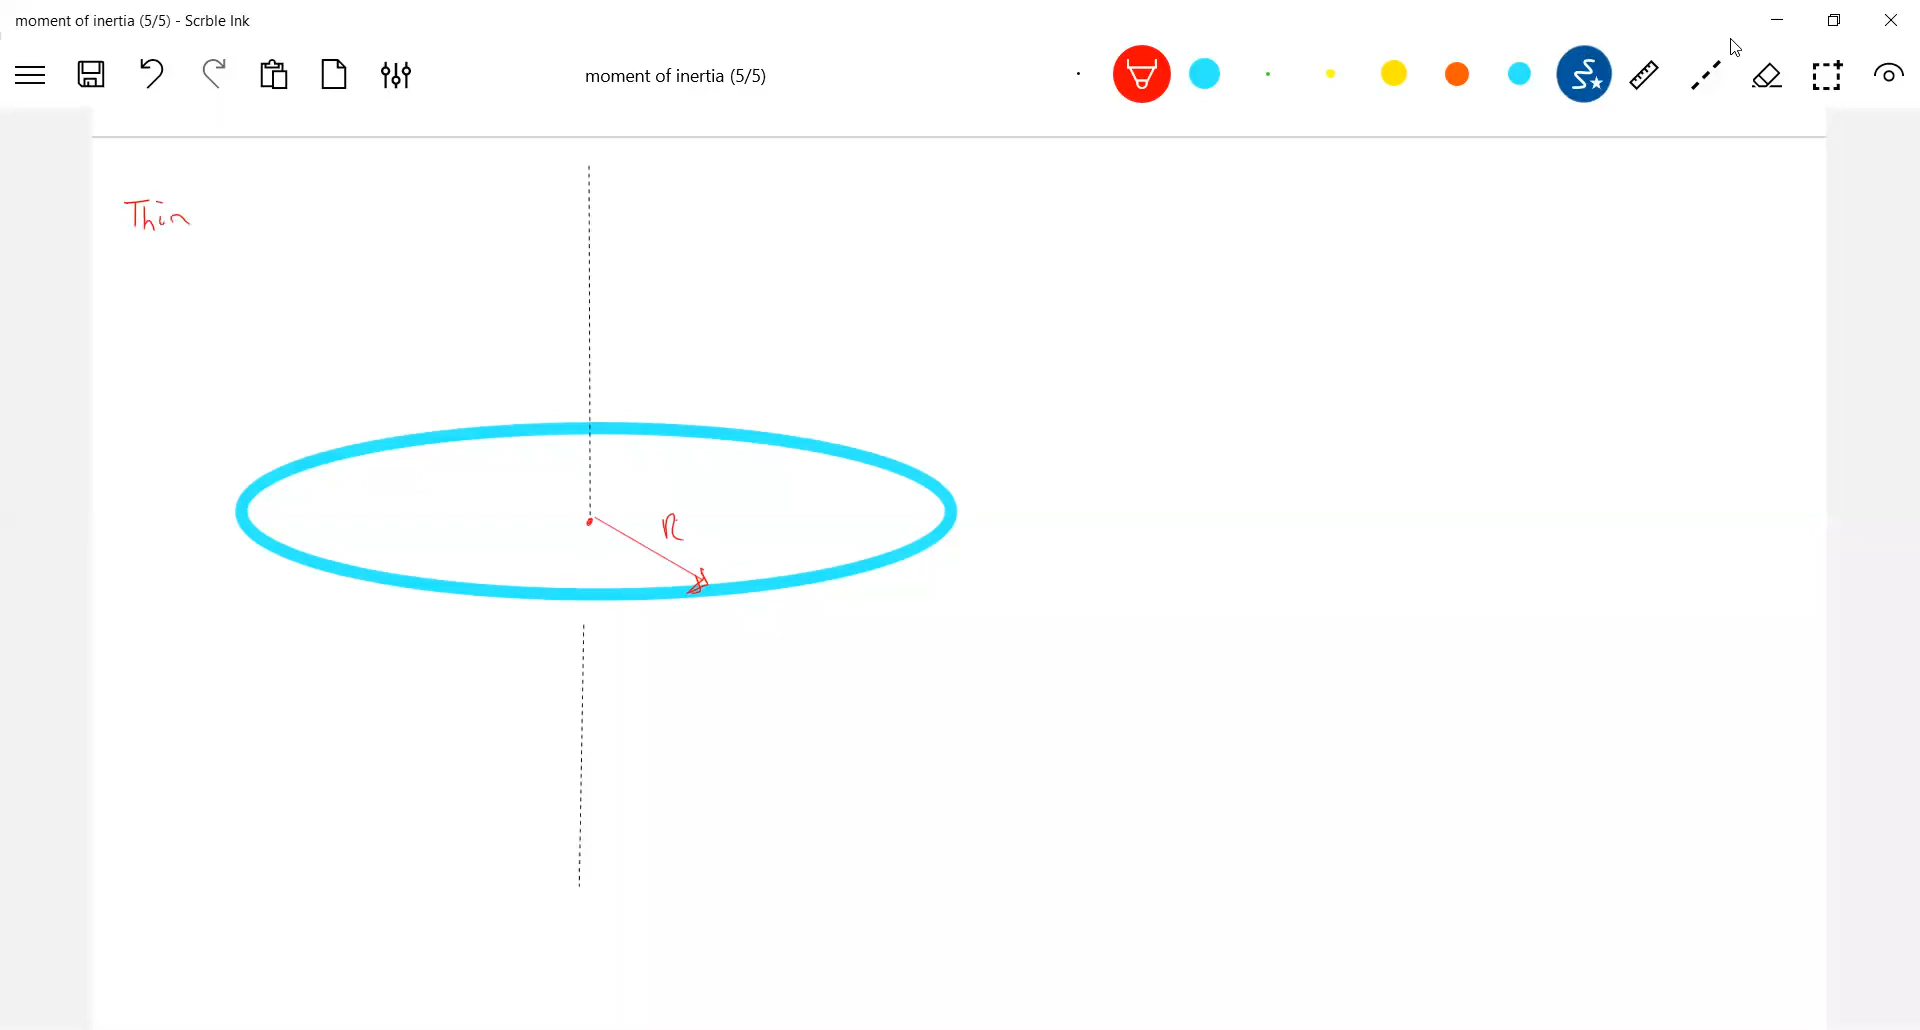 moment of inertia (5/5) - Scrble Ink
moment of inertia (5/5)
Thin
R